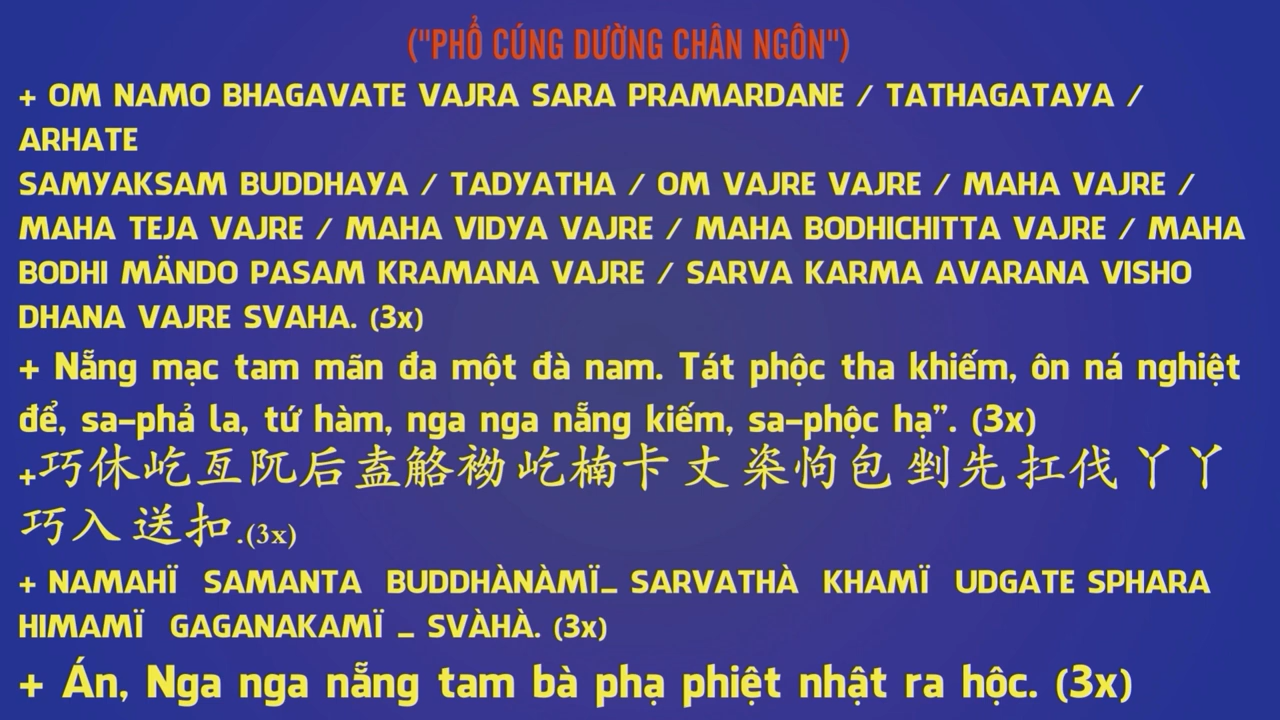 ("PHỔ CÚNG DƯỜNG CHÂN NGÔN")
+ OM NAMO BHAGAVATE VAJRA SARA PRAMARDANE / TATHAGATAYA /
ARHATE
SAMYAKSAM BUDDHAYA / TADYATHA / OM VAJRE VAJRE / MAHA VAJRE /
MAHA TEJA VAJRE / MAHA VIDYA VAJRE / MAHA BODHICHITTA VAJRE / MAHA
BODHI MÄNDO PASAM KRAMANA VAJRE / SARVA KARMA AVARANA VISHO
DHANA VAJRE SVAHA. (3x)
+ Nẵng mạc tam mãn đa một đà nam. Tát phộc tha khiếm, ôn ná nghiệt
để, sa-phả la, tứ hàm, nga nga nẵng kiếm, sa-phộc hạ”. (3x)
+巧休屹亙阢后盍觡袎屹楠卡丈桼怐包剉先扛伐丫丫
巧入送扣.(3x)
+ NAMAHÏ SAMANTA BUDDHÀNÀMÏ_ SARVATHÀ KHAMÏ UDGATE SPHARA
HIMAMÏ GAGANAKAMÏ _ SVÀHÀ. (3x)
+ Án, Nga nga nẵng tam bà phạ phiệt nhật ra hộc. (3x)